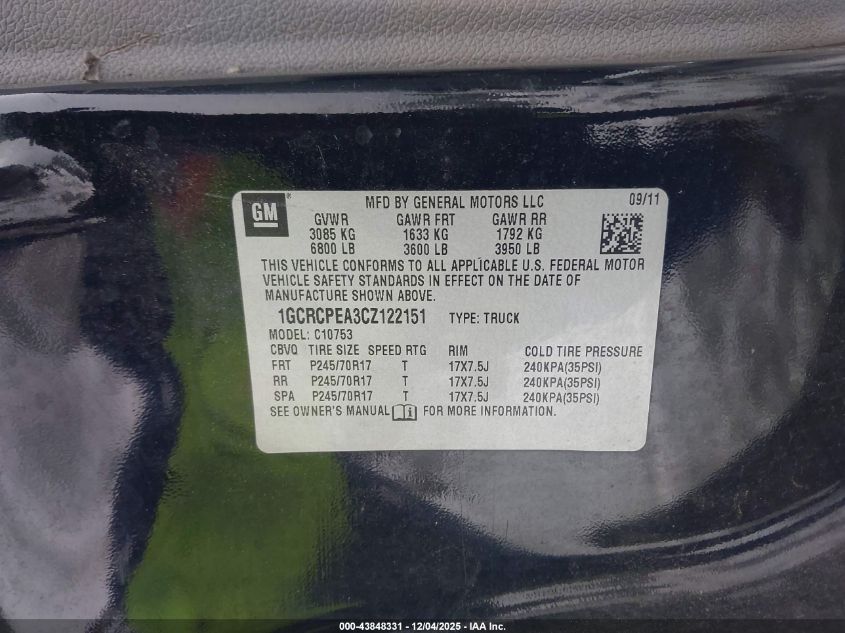 GM ®
MFD BY GENERAL MOTORS LLC 09/11
GVWR GAWR FRT GAWR RR
3085 KG 1633 KG 1792 KG
6800 LB 3600 LB 3950 LB
THIS VEHICLE CONFORMS TO ALL APPLICABLE U.S. FEDERAL MOTOR
VEHICLE SAFETY STANDARDS IN EFFECT ON THE DATE OF
MANUFACTURE SHOWN ABOVE.
1GCRCPEA3CZ122151 TYPE: TRUCK
MODEL: C10753
CBVQ TIRE SIZE SPEED RTG RIM COLD TIRE PRESSURE
FRT P245/70R17 T 17X7.5J 240KPA(35PSI)
RR P245/70R17 T 17X7.5J 240KPA(35PSI)
SPA P245/70R17 T 17X7.5J 240KPA(35PSI)
SEE OWNER'S MANUAL i FOR MORE INFORMATION.
000-43848331 - 12/04/2025 - IAA Inc.